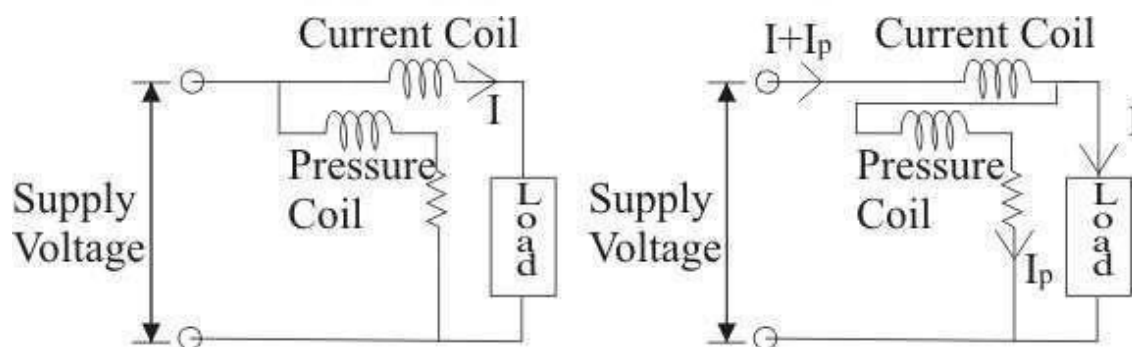 Current Coil
I
Pressure
Coil
Supply
Voltage
Load
I+Ip
Current Coil
I
Pressure
Coil
Supply
Voltage
Load
Ip